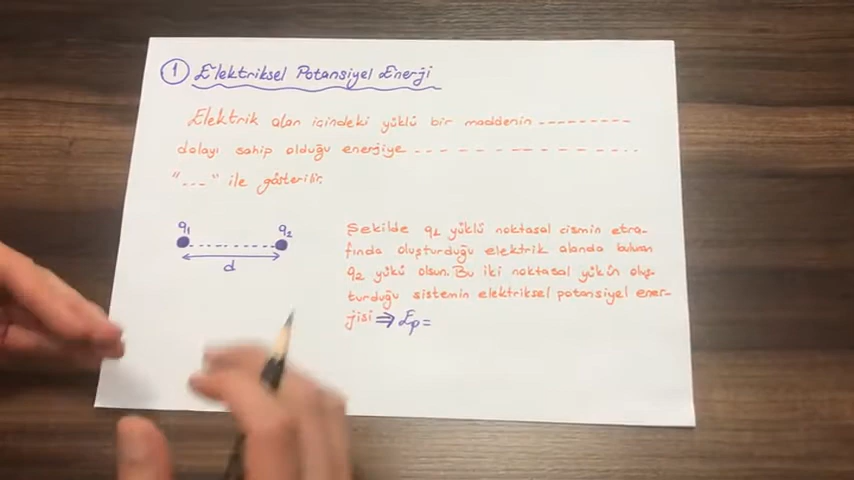 1 Elektriksel Potansiyel Enerji
Elektrik alan içindeki yüklü bir maddenin ---------
dolayı sahip olduğu enerjiye ---------------
"---" ile gösterilir.
q1 q2
d
Şekilde q1 yüklü noktasal cismin etra-
fında oluşturduğu elektrik alanda bulunan
q2 yükü olsun. Bu iki noktasal yükün oluş-
turduğu sistemin elektriksel potansiyel ener-
jisi ⇒ Ep=